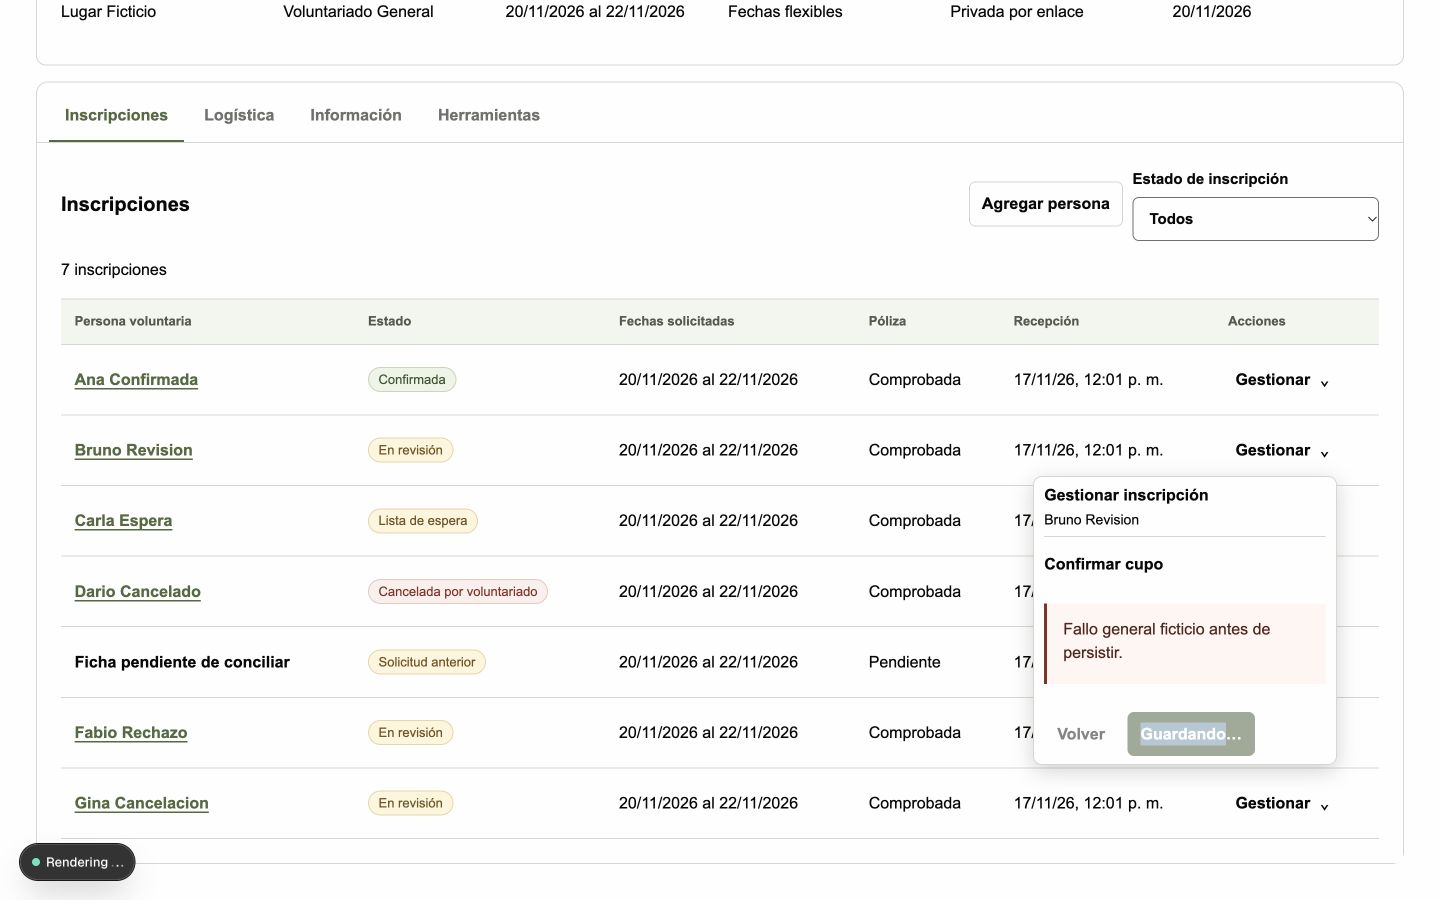 Lugar Ficticio Voluntariado General 20/11/2026 al 22/11/2026 Fechas flexibles Privada por enlace 20/11/2026
Inscripciones Logística Información Herramientas
Estado de inscripción
Inscripciones Agregar persona Todos
7 inscripciones
Persona voluntaria Estado Fechas solicitadas Póliza Recepción Acciones
Ana Confirmada Confirmada 20/11/2026 al 22/11/2026 Comprobada 17/11/26, 12:01 p. m. Gestionar
Bruno Revision En revisión 20/11/2026 al 22/11/2026 Comprobada 17/11/26, 12:01 p. m. Gestionar
Carla Espera Lista de espera 20/11/2026 al 22/11/2026 Comprobada 17/
Dario Cancelado Cancelada por voluntariado 20/11/2026 al 22/11/2026 Comprobada 17/
Ficha pendiente de conciliar Solicitud anterior 20/11/2026 al 22/11/2026 Pendiente 17/
Fabio Rechazo En revisión 20/11/2026 al 22/11/2026 Comprobada 17/
Gina Cancelacion En revisión 20/11/2026 al 22/11/2026 Comprobada 17/11/26, 12:01 p. m. Gestionar
Gestionar inscripción
Bruno Revision
Confirmar cupo
Fallo general ficticio antes de
persistir.
Volver Guardando...
Rendering ...